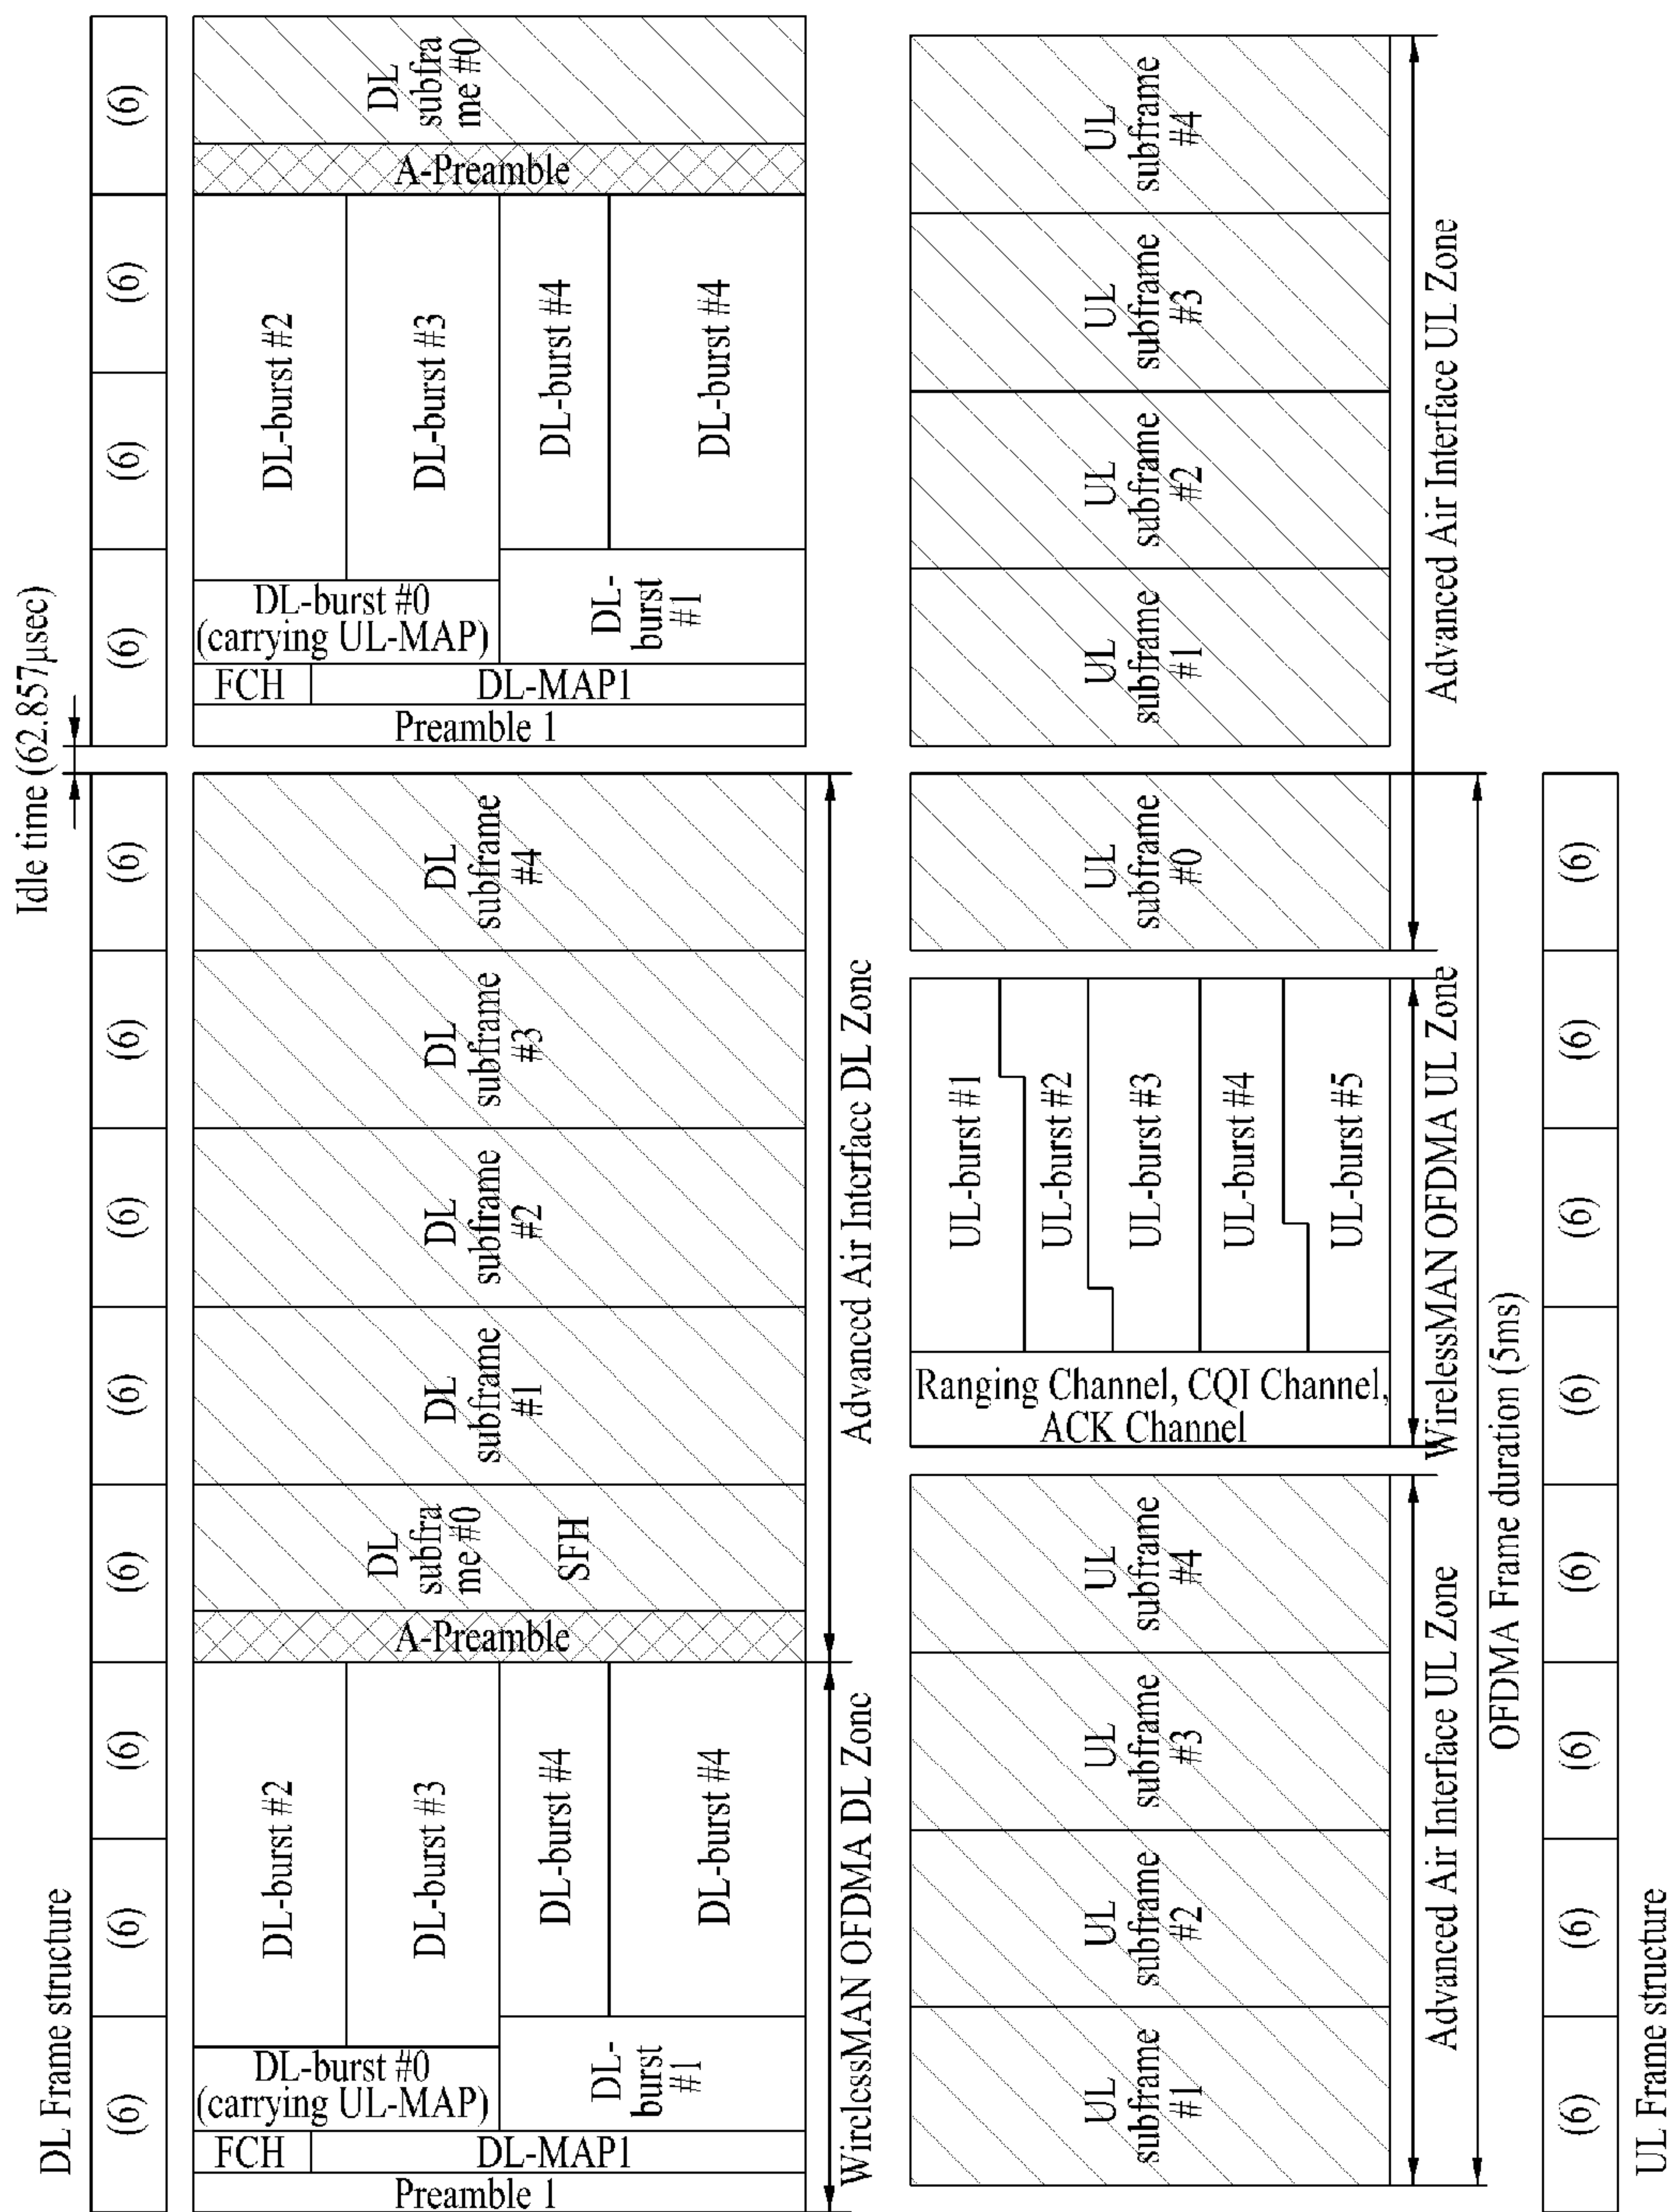 DL Frame structure
Idle time (62.857μsec)
(6) (6) (6) (6) (6) (6) (6) (6) (6) (6) (6) (6)
Preamble 1
FCH
DL-MAP1
DL-burst #0
(carrying UL-MAP)
DL-
burst
#1
DL-burst #2
DL-burst #3
DL-burst #4
DL-burst #4
A-Preamble
DL
subfra
me #0
SFH
DL
subframe
#1
DL
subframe
#2
DL
subframe
#3
DL
subframe
#4
Preamble 1
FCH
DL-MAP1
DL-burst #0
(carrying UL-MAP)
DL-
burst
#1
DL-burst #2
DL-burst #3
DL-burst #4
DL-burst #4
A-Preamble
DL
subfra
me #0
WirelessMAN OFDMA DL Zone
Advanced Air Interface DL Zone
UL
subframe
#1
UL
subframe
#2
UL
subframe
#3
UL
subframe
#4
Ranging Channel, CQI Channel,
ACK Channel
UL-burst #1
UL-burst #2
UL-burst #3
UL-burst #4
UL-burst #5
UL
subframe
#0
UL
subframe
#1
UL
subframe
#2
UL
subframe
#3
UL
subframe
#4
Advanced Air Interface UL Zone
WirelessMAN OFDMA UL Zone
Advanced Air Interface UL Zone
OFDMA Frame duration (5ms)
(6) (6) (6) (6) (6) (6) (6) (6)
UL Frame structure